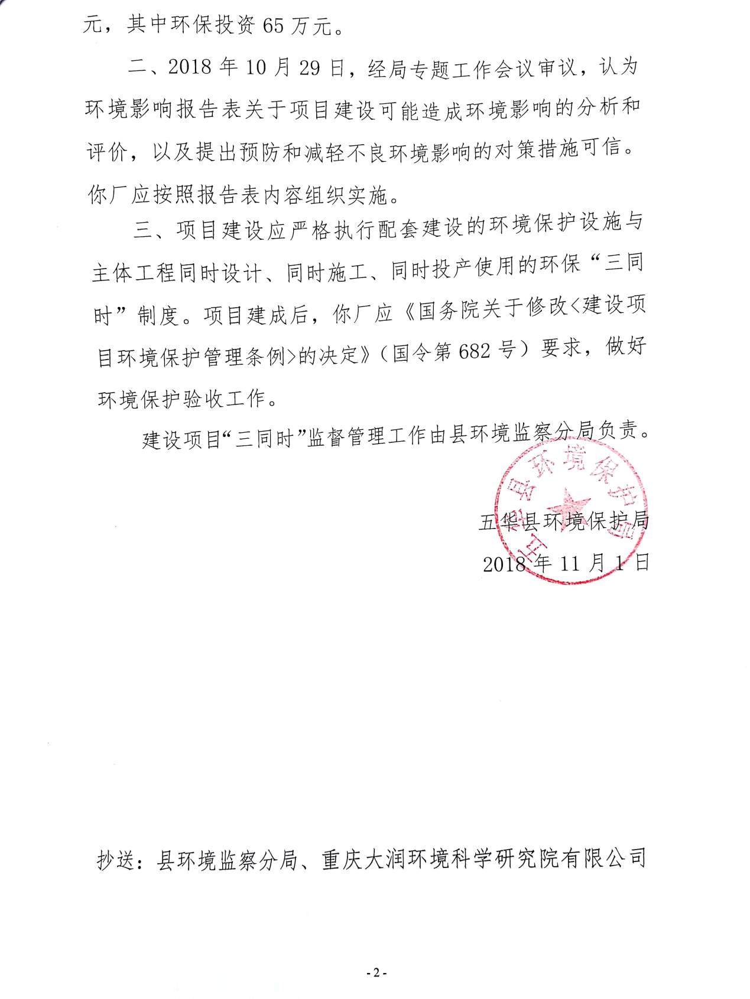 元，其中环保投资 65 万元。
二、2018 年 10 月 29 日，经局专题工作会议审议，认为
环境影响报告表关于项目建设可能造成环境影响的分析和
评价，以及提出预防和减轻不良环境影响的对策措施可信。
你厂应按照报告表内容组织实施。
三、项目建设应严格执行配套建设的环境保护设施与
主体工程同时设计、同时施工、同时投产使用的环保“三同
时”制度。项目建成后，你厂应《国务院关于修改<建设项
目环境保护管理条例>的决定》（国令第 682 号）要求，做好
环境保护验收工作。
建设项目“三同时”监督管理工作由县环境监察分局负责。
五华县环境保护局
五华县环境保护局
2018 年 11 月 1 日
抄送：县环境监察分局、重庆大润环境科学研究院有限公司
- 2 -